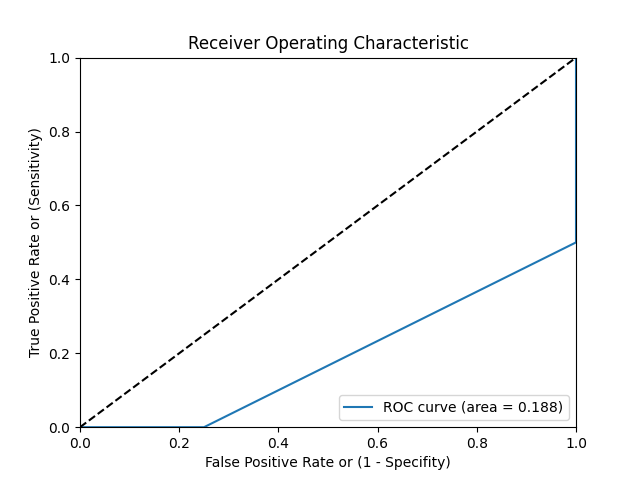 Receiver Operating Characteristic
True Positive Rate or (Sensitivity)
1.0
0.8
0.6
0.4
0.2
0.0
ROC curve (area = 0.188)
0.0 0.2 0.4 0.6 0.8 1.0
False Positive Rate or (1 - Specifity)